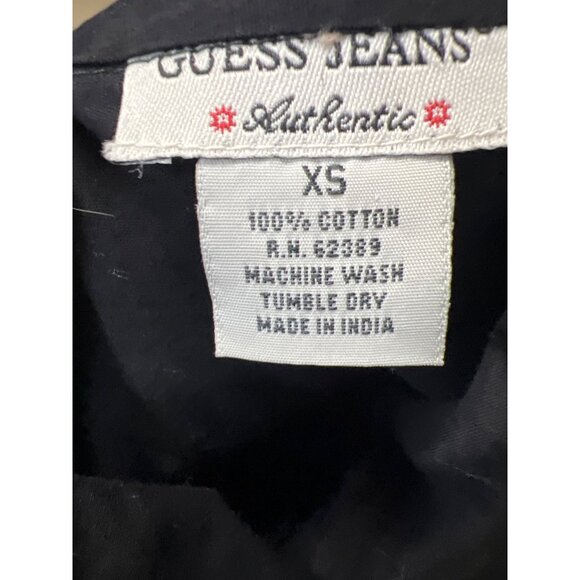 GUESS JEANS
Authentic
XS
100% COTTON
R.N. 62389
MACHINE WASH
TUMBLE DRY
MADE IN INDIA